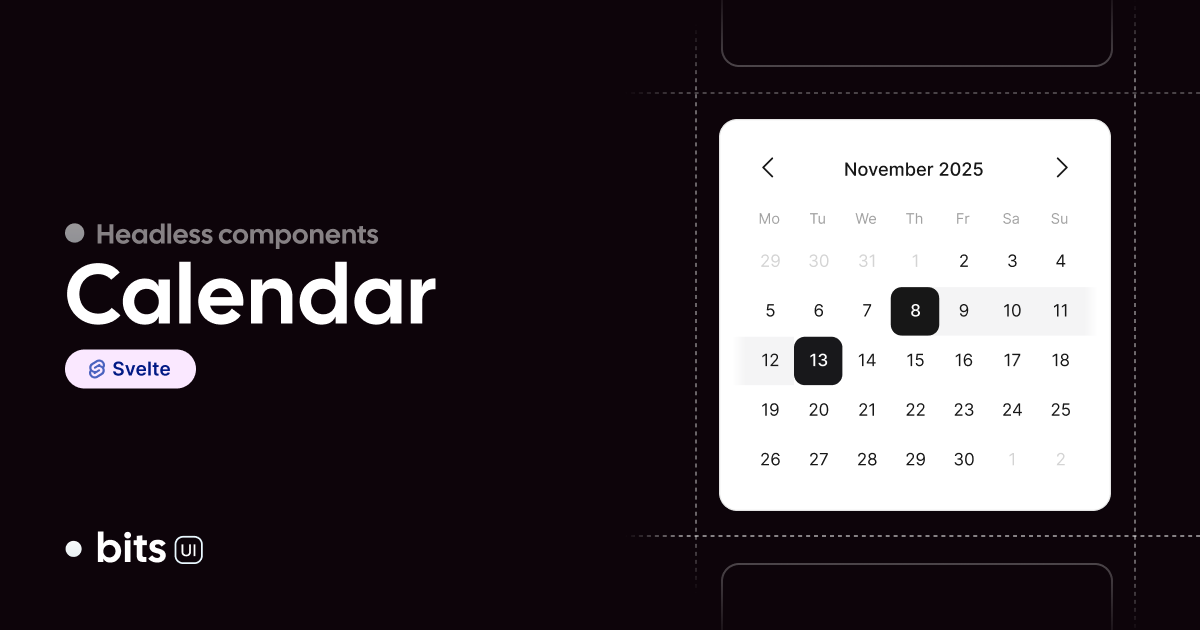 Headless components
Calendar
Svelte
bits UI
November 2025
Mo Tu We Th Fr Sa Su
29 30 31 1 2 3 4
5 6 7 8 9 10 11
12 13 14 15 16 17 18
19 20 21 22 23 24 25
26 27 28 29 30 1 2